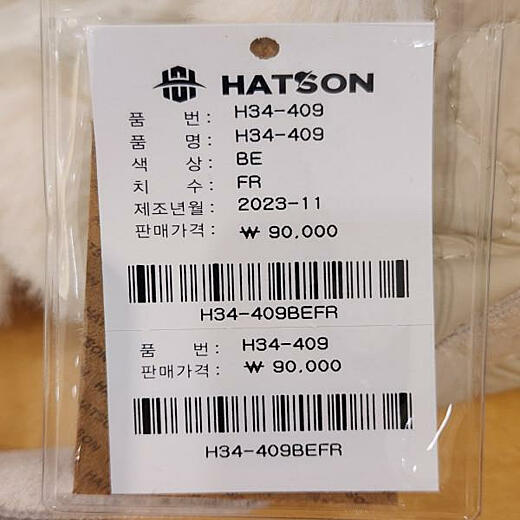 HATSON
품 번 : H34-409
품 명 : H34-409
색 상 : BE
치 수 : FR
제조년월 : 2023-11
판매가격 : ₩ 90,000
H34-409BEFR
품 번 : H34-409
판매가격 : ₩ 90,000
H34-409BEFR
HATSON